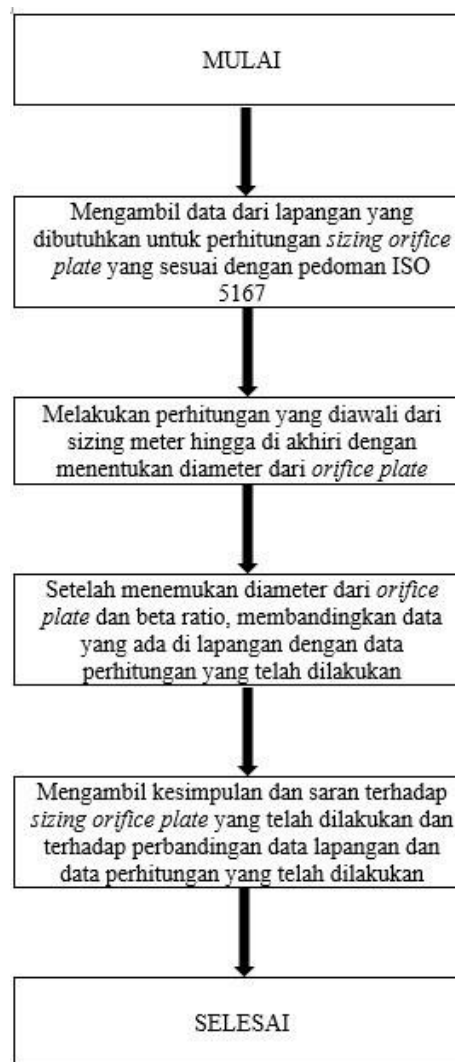 MULAI
Mengambil data dari lapangan yang
dibutuhkan untuk perhitungan sizing orifice
plate yang sesuai dengan pedoman ISO
5167
Melakukan perhitungan yang diawali dari
sizing meter hingga di akhiri dengan
menentukan diameter dari orifice plate
Setelah menemukan diameter dari orifice
plate dan beta ratio, membandingkan data
yang ada di lapangan dengan data
perhitungan yang telah dilakukan
Mengambil kesimpulan dan saran terhadap
sizing orifice plate yang telah dilakukan dan
terhadap perbandingan data lapangan dan
data perhitungan yang telah dilakukan
SELESAI